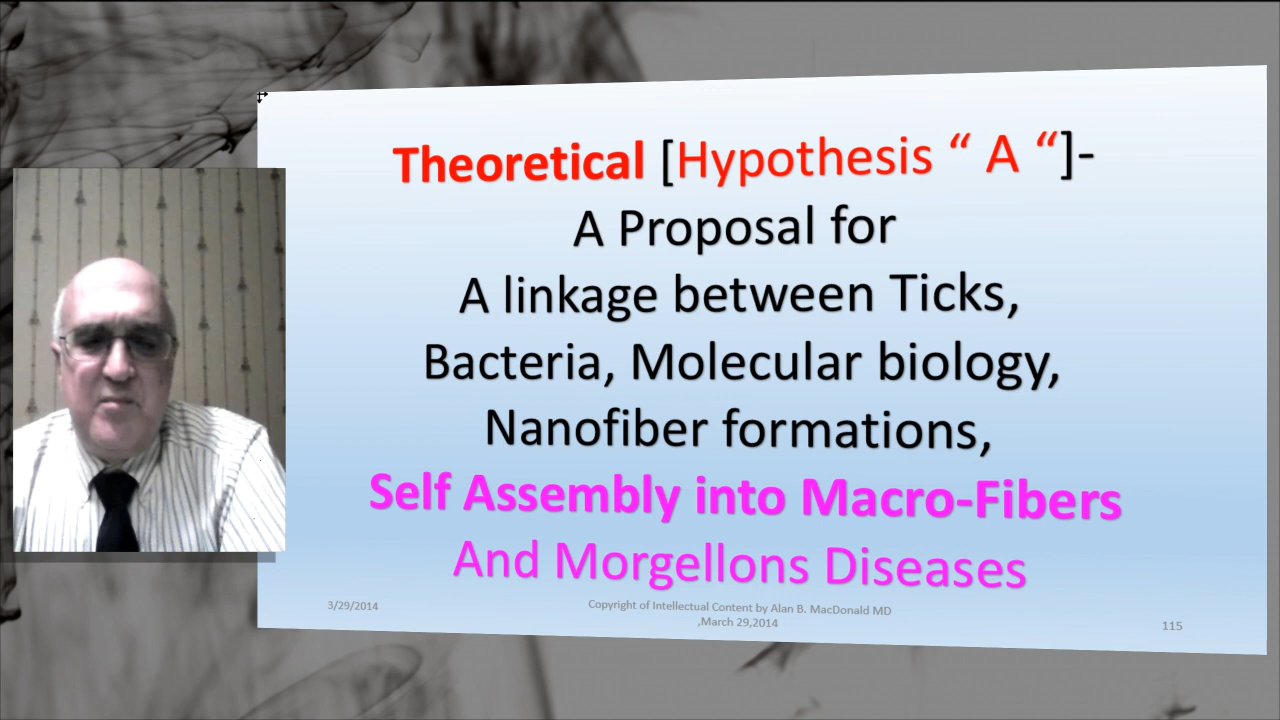 Theoretical [Hypothesis “ A “]-
A Proposal for
A linkage between Ticks,
Bacteria, Molecular biology,
Nanofiber formations,
Self Assembly into Macro-Fibers
And Morgellons Diseases
3/29/2014
Copyright of Intellectual Content by Alan B. MacDonald MD
,March 29,2014
115